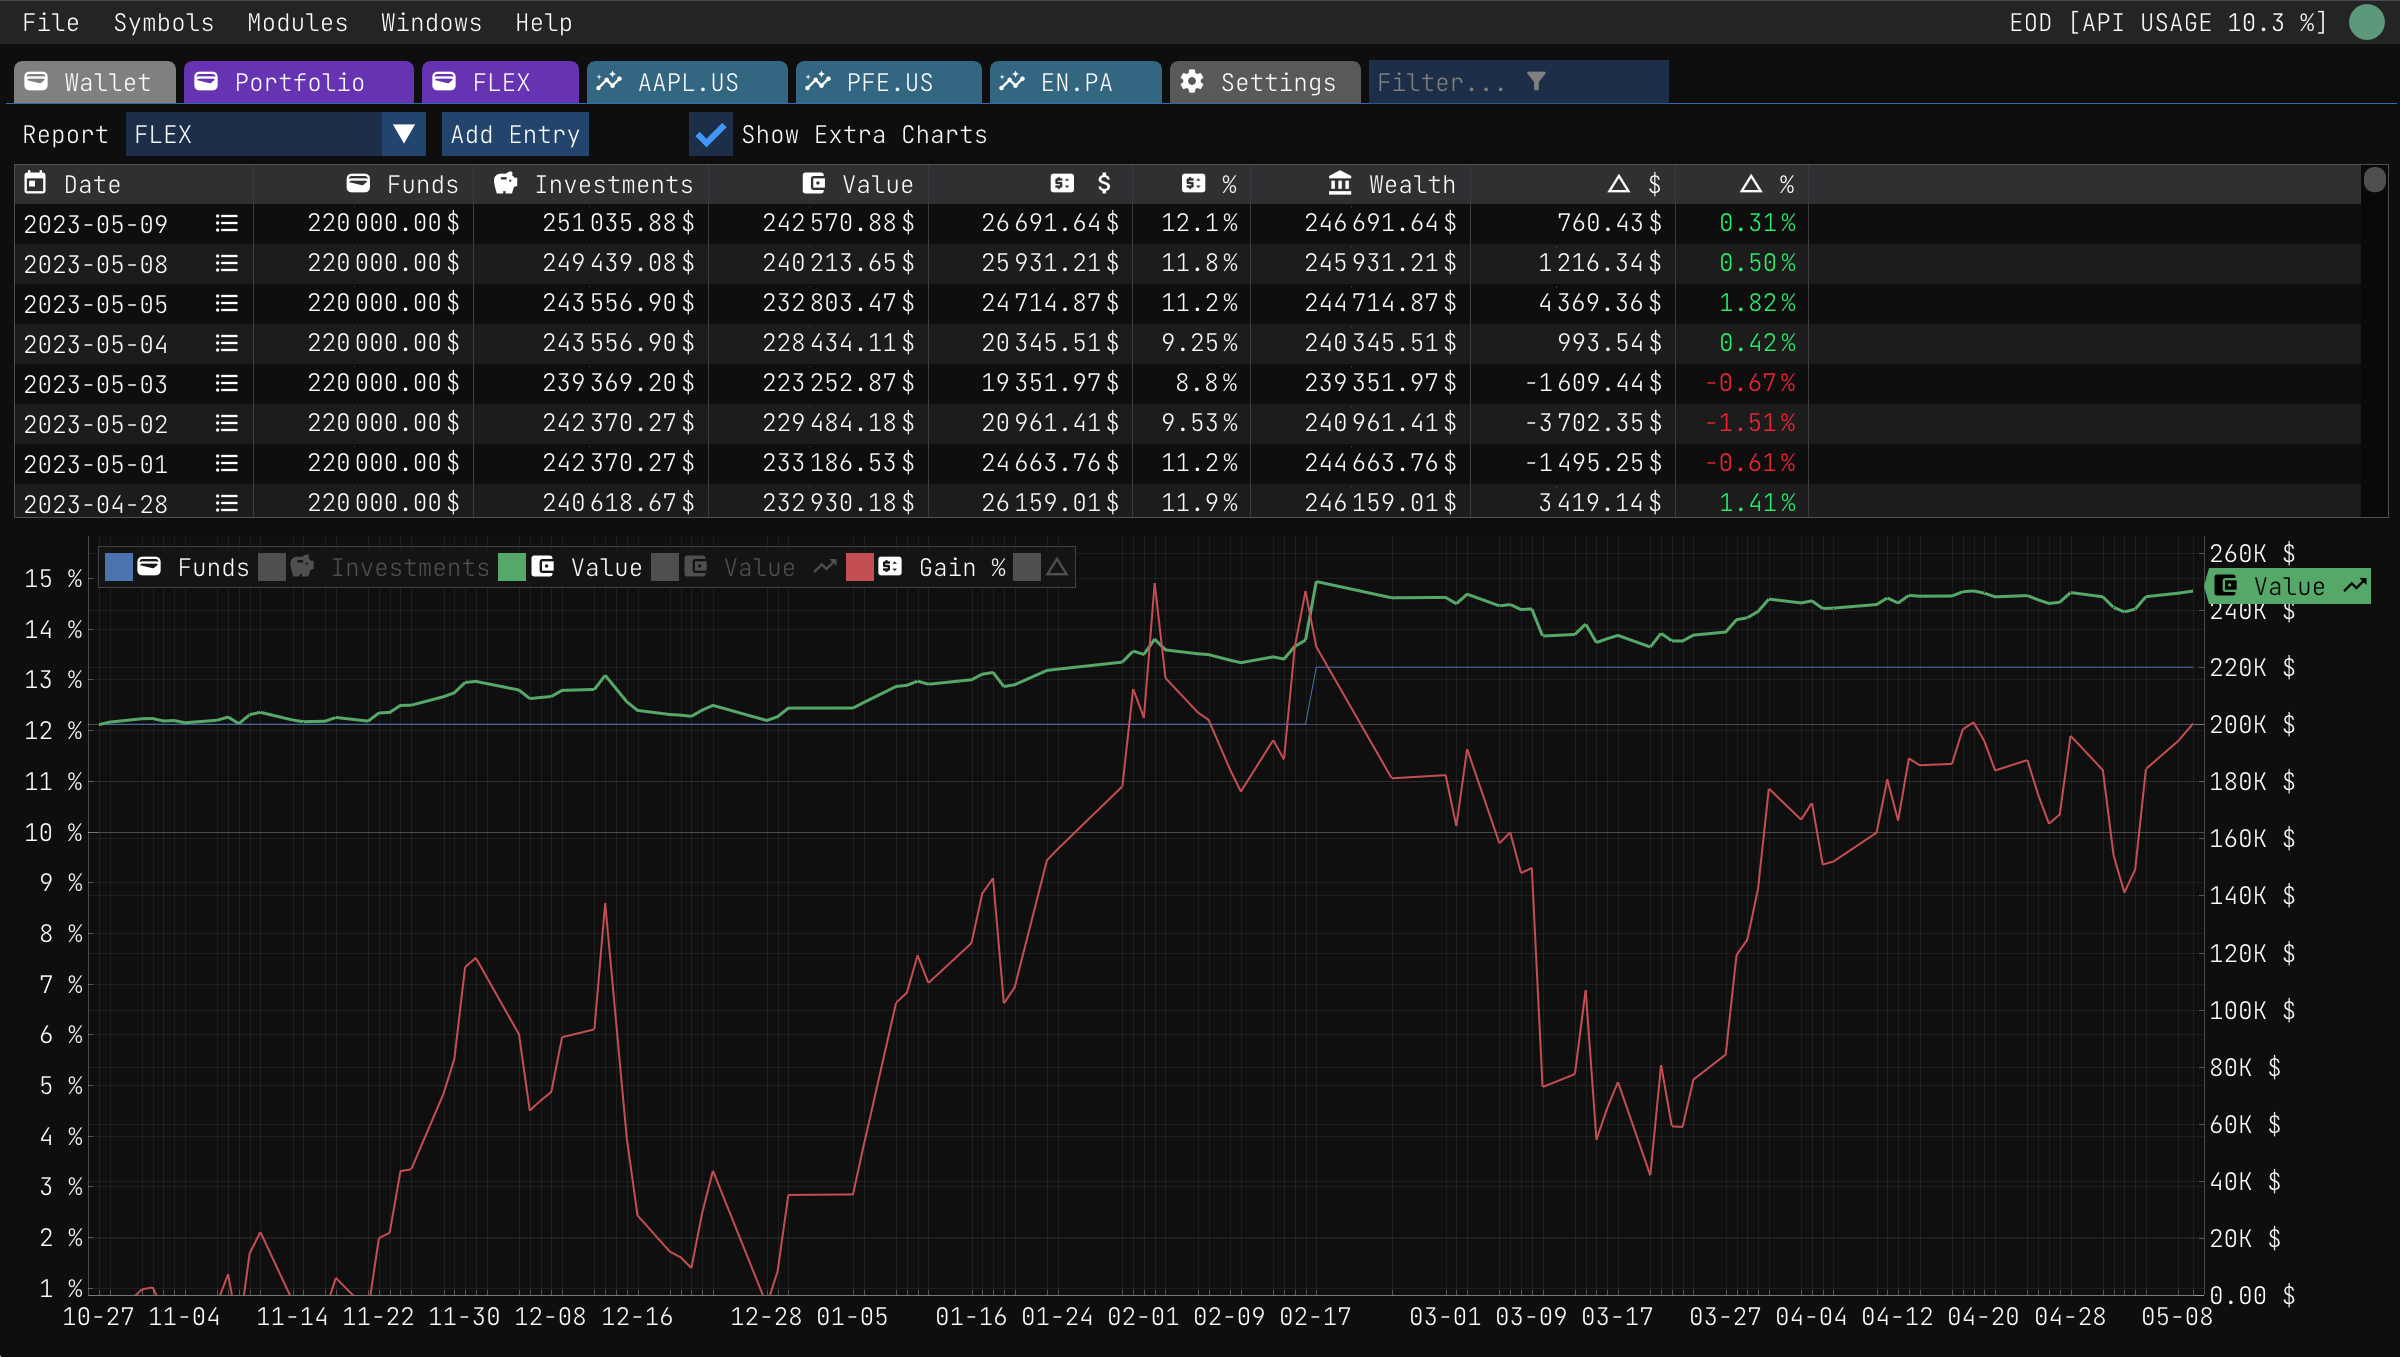 File Symbols Modules Windows Help EOD [API USAGE 10.3 %]
Wallet Portfolio FLEX AAPL.US PFE.US EN.PA Settings Filter...
Report FLEX Add Entry Show Extra Charts
Date Funds Investments Value $ % Wealth △ $ △ %
2023-05-09 220 000.00 $ 251 035.88 $ 242 570.88 $ 26 691.64 $ 12.1 % 246 691.64 $ 760.43 $ 0.31 %
2023-05-08 220 000.00 $ 249 439.08 $ 240 213.65 $ 25 931.21 $ 11.8 % 245 931.21 $ 1 216.34 $ 0.50 %
2023-05-05 220 000.00 $ 243 556.90 $ 232 803.47 $ 24 714.87 $ 11.2 % 244 714.87 $ 4 369.36 $ 1.82 %
2023-05-04 220 000.00 $ 243 556.90 $ 228 434.11 $ 20 345.51 $ 9.25 % 240 345.51 $ 993.54 $ 0.42 %
2023-05-03 220 000.00 $ 239 369.20 $ 223 252.87 $ 19 351.97 $ 8.8 % 239 351.97 $ -1 609.44 $ -0.67 %
2023-05-02 220 000.00 $ 242 370.27 $ 229 484.18 $ 20 961.41 $ 9.53 % 240 961.41 $ -3 702.35 $ -1.51 %
2023-05-01 220 000.00 $ 242 370.27 $ 233 186.53 $ 24 663.76 $ 11.2 % 244 663.76 $ -1 495.25 $ -0.61 %
2023-04-28 220 000.00 $ 240 618.67 $ 232 930.18 $ 26 159.01 $ 11.9 % 246 159.01 $ 3 419.14 $ 1.41 %
Funds Investments Value Value Gain % △
15 %
14 %
13 %
12 %
11 %
10 %
9 %
8 %
7 %
6 %
5 %
4 %
3 %
2 %
1 %
260K $
Value
240K $
220K $
200K $
180K $
160K $
140K $
120K $
100K $
80K $
60K $
40K $
20K $
0.00 $
10-27 11-04 11-14 11-22 11-30 12-08 12-16 12-28 01-05 01-16 01-24 02-01 02-09 02-17 03-01 03-09 03-17 03-27 04-04 04-12 04-20 04-28 05-08